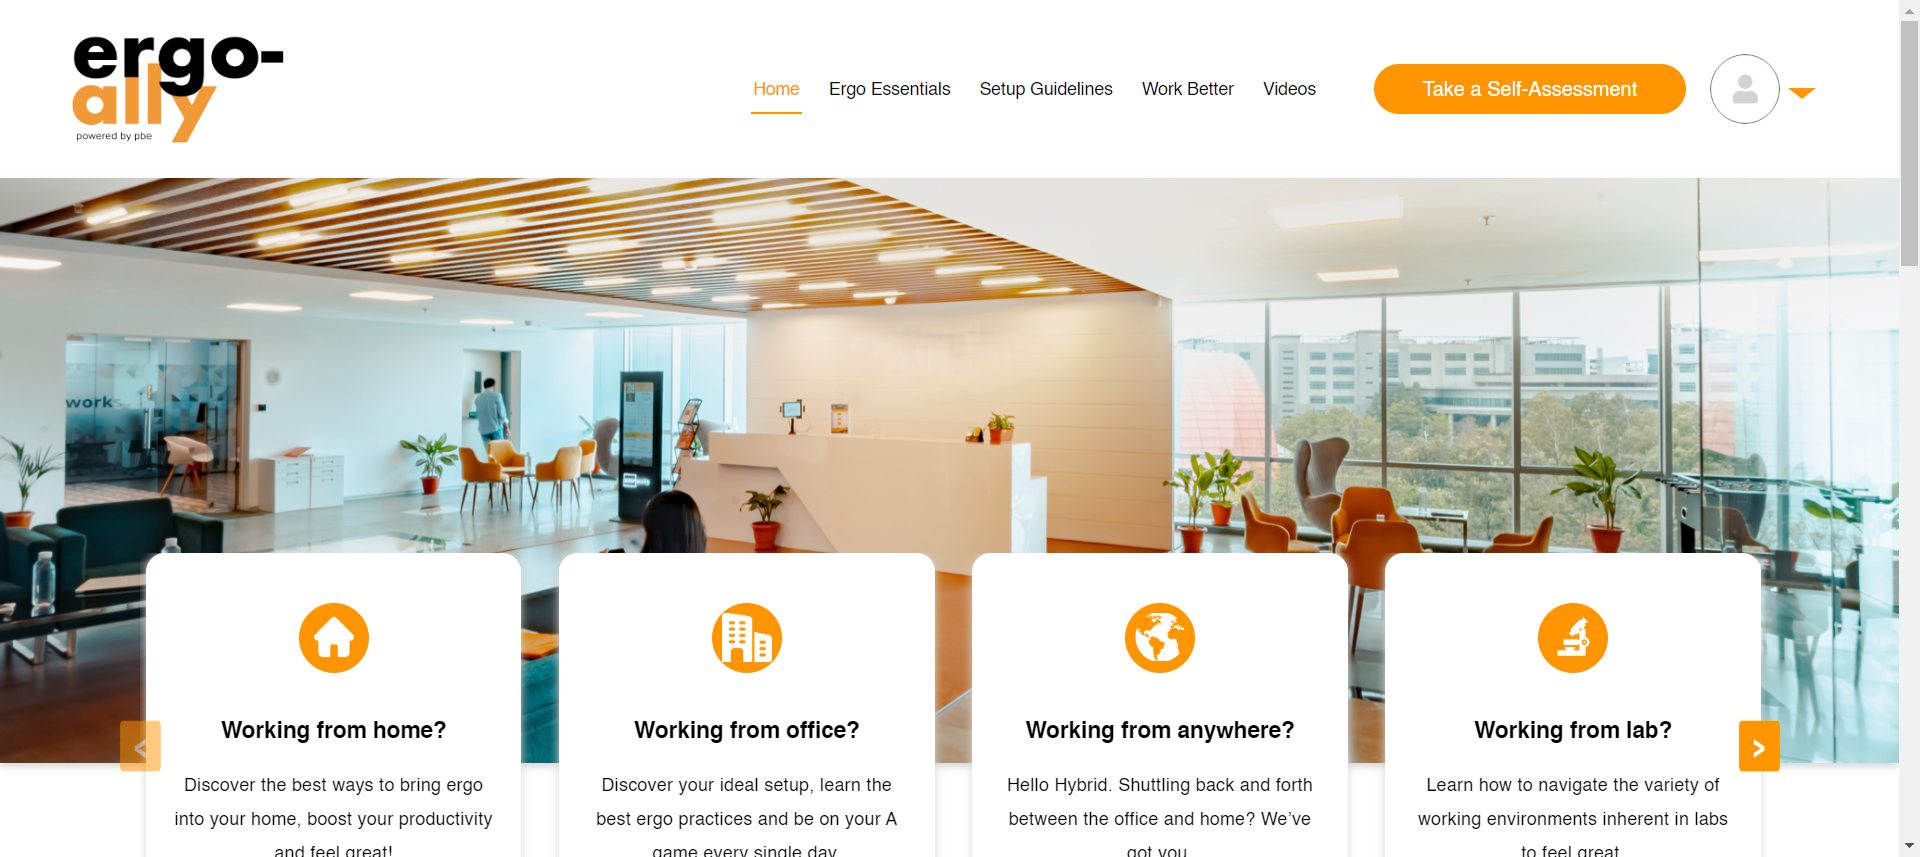 ergo-
ally
powered by pbe
Home
Ergo Essentials
Setup Guidelines
Work Better
Videos
Take a Self-Assessment
works
Working from home?
Discover the best ways to bring ergo
into your home, boost your productivity
and feel great!
Working from office?
Discover your ideal setup, learn the
best ergo practices and be on your A
game every single day
Working from anywhere?
Hello Hybrid. Shuttling back and forth
between the office and home? We’ve
got you
Working from lab?
Learn how to navigate the variety of
working environments inherent in labs
to feel great